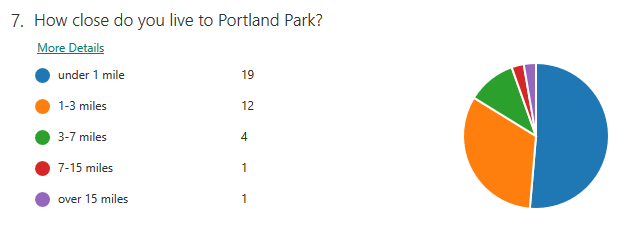 7. How close do you live to Portland Park?
More Details
under 1 mile 19
1-3 miles 12
3-7 miles 4
7-15 miles 1
over 15 miles 1